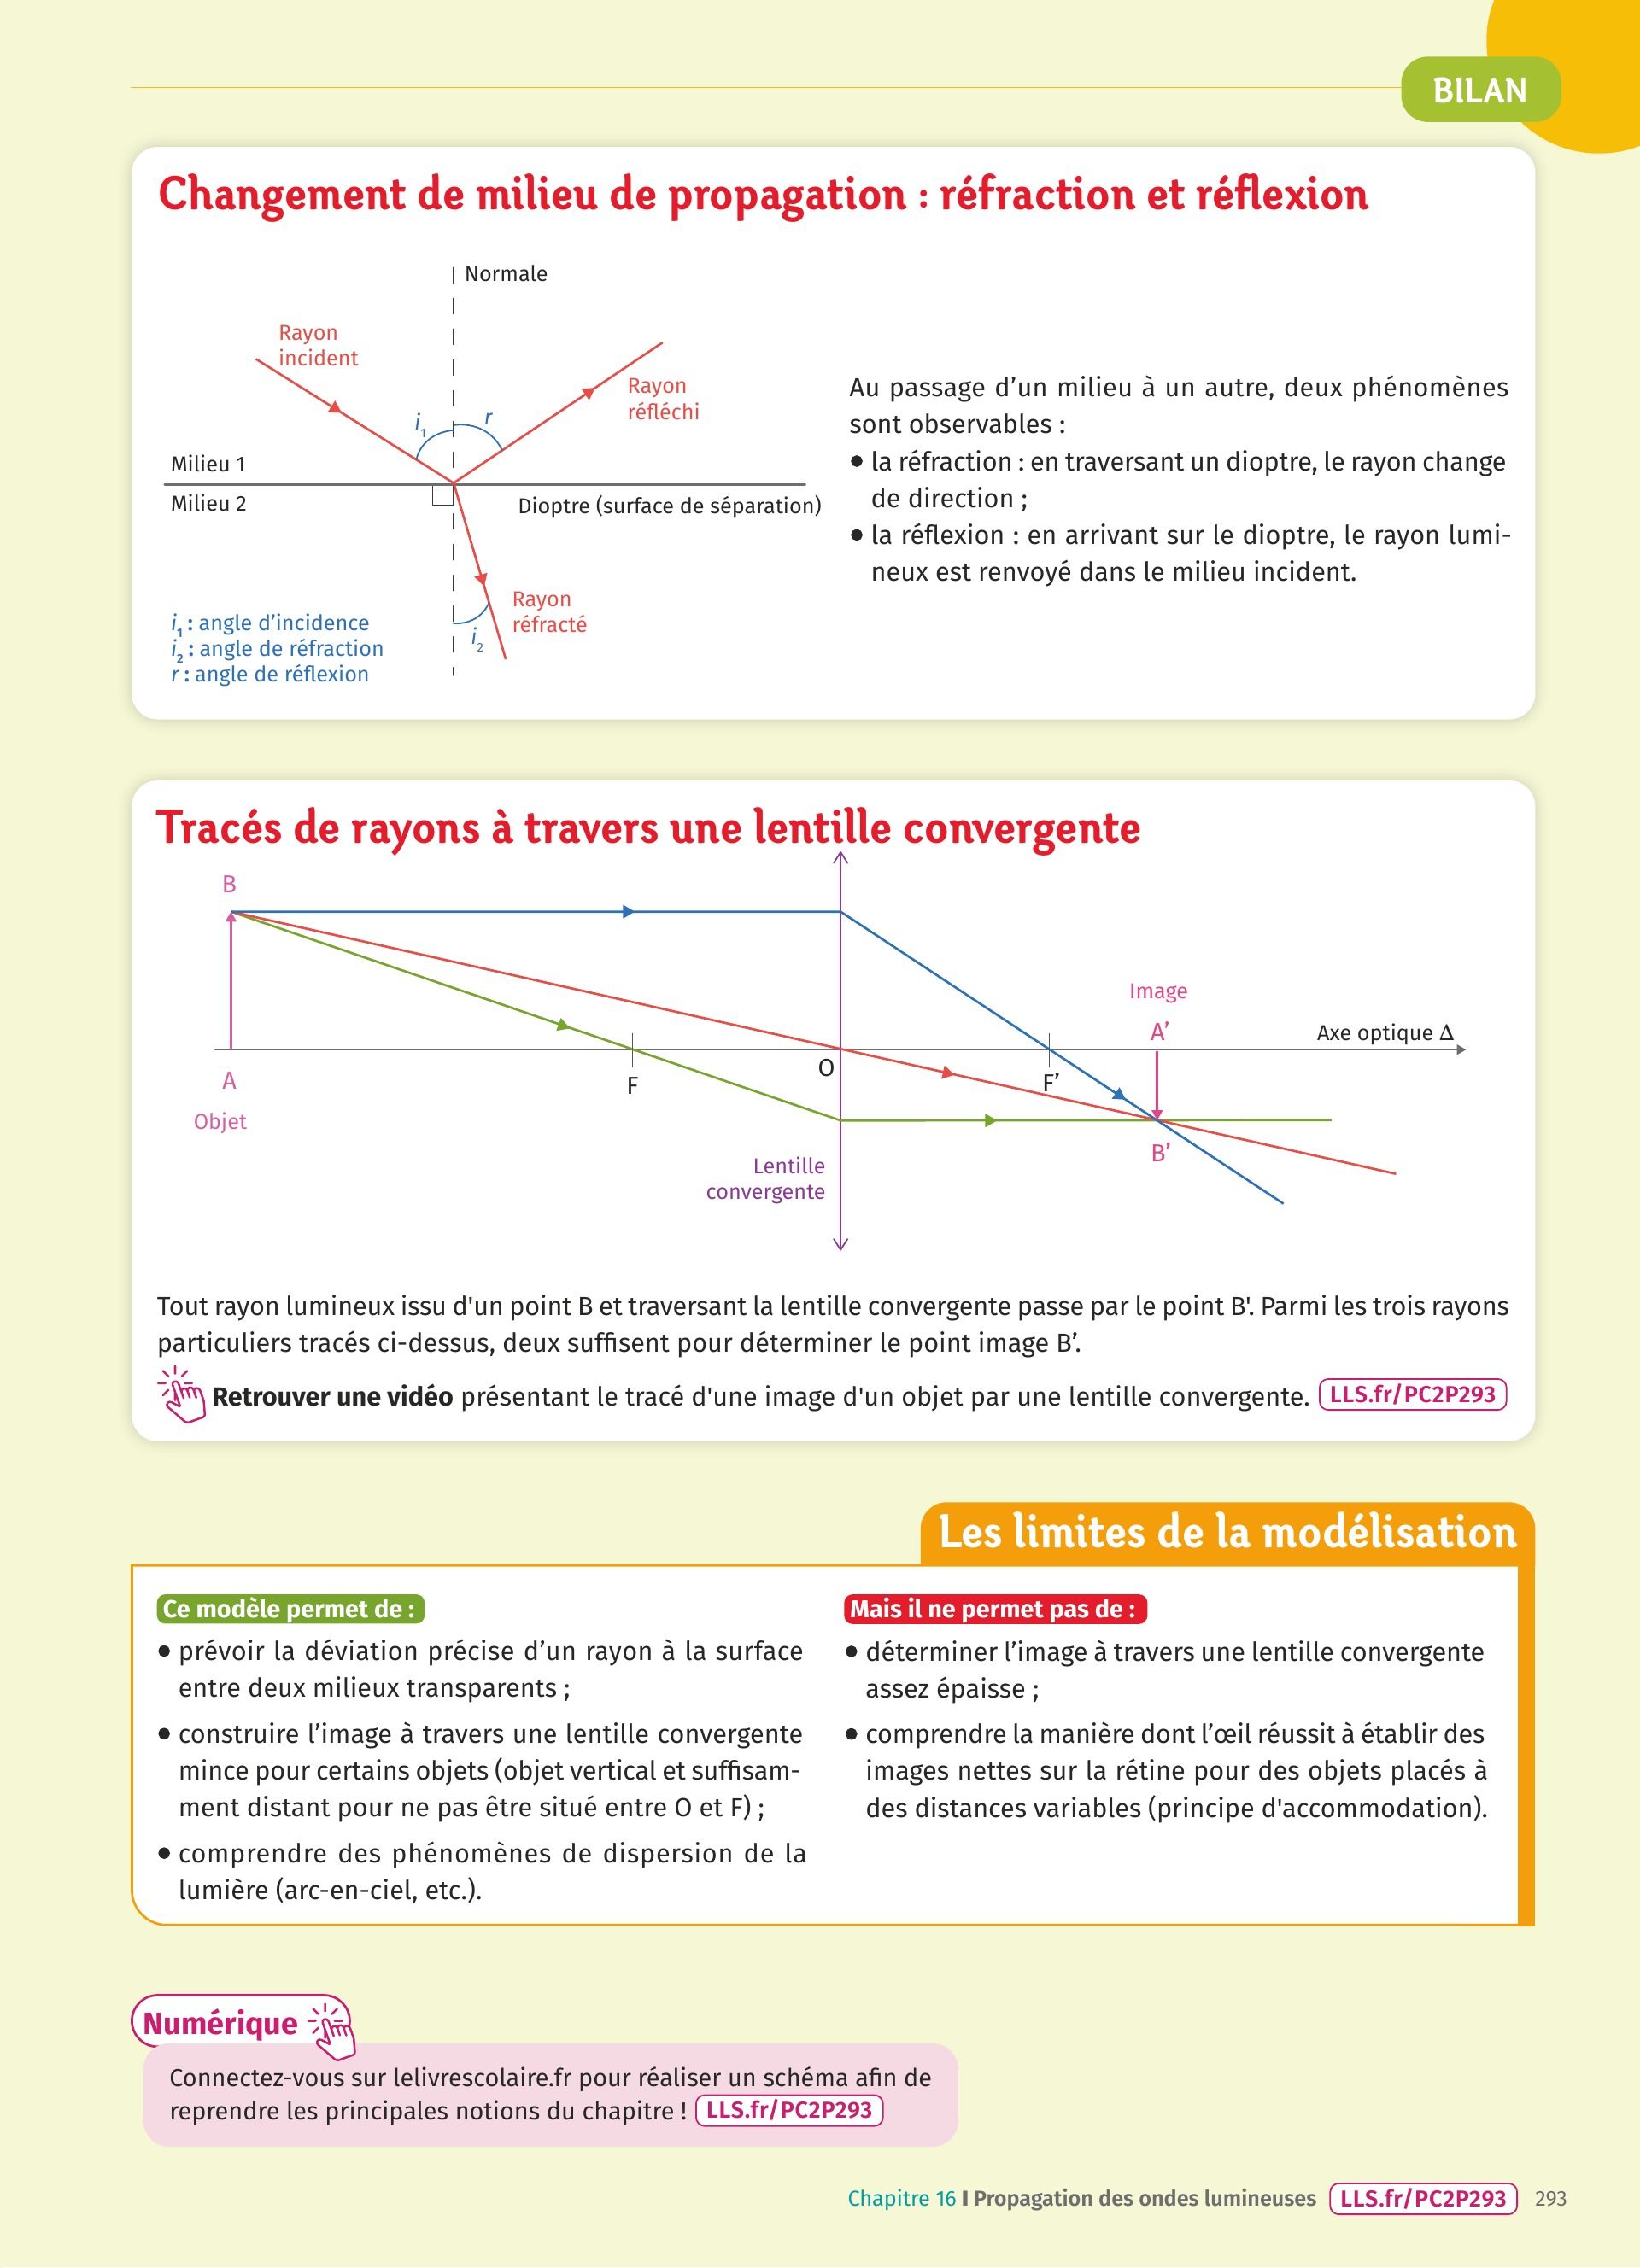 BILAN
Changement de milieu de propagation : réfraction et réflexion
Normale
Rayon
incident
Rayon
réfléchi
i₁
r
Milieu 1
Milieu 2
Dioptre (surface de séparation)
Rayon
réfracté
i₂
i₁ : angle d’incidence
i₂ : angle de réfraction
r : angle de réflexion
Au passage d’un milieu à un autre, deux phénomènes
sont observables :
• la réfraction : en traversant un dioptre, le rayon change
de direction ;
• la réflexion : en arrivant sur le dioptre, le rayon lumi-
neux est renvoyé dans le milieu incident.
Tracés de rayons à travers une lentille convergente
B
Image
A’
Axe optique Δ
A
Objet
F
O
F’
B’
Lentille
convergente
Tout rayon lumineux issu d'un point B et traversant la lentille convergente passe par le point B'. Parmi les trois rayons
particuliers tracés ci-dessus, deux suffisent pour déterminer le point image B’.
Retrouver une vidéo présentant le tracé d'une image d'un objet par une lentille convergente. LLS.fr/PC2P293
Les limites de la modélisation
Ce modèle permet de :
• prévoir la déviation précise d’un rayon à la surface
entre deux milieux transparents ;
• construire l’image à travers une lentille convergente
mince pour certains objets (objet vertical et suffisam-
ment distant pour ne pas être situé entre O et F) ;
• comprendre des phénomènes de dispersion de la
lumière (arc-en-ciel, etc.).
Mais il ne permet pas de :
• déterminer l’image à travers une lentille convergente
assez épaisse ;
• comprendre la manière dont l’œil réussit à établir des
images nettes sur la rétine pour des objets placés à
des distances variables (principe d'accommodation).
Numérique
Connectez-vous sur lelivrescolaire.fr pour réaliser un schéma afin de
reprendre les principales notions du chapitre ! LLS.fr/PC2P293
Chapitre 16 I Propagation des ondes lumineuses LLS.fr/PC2P293 293